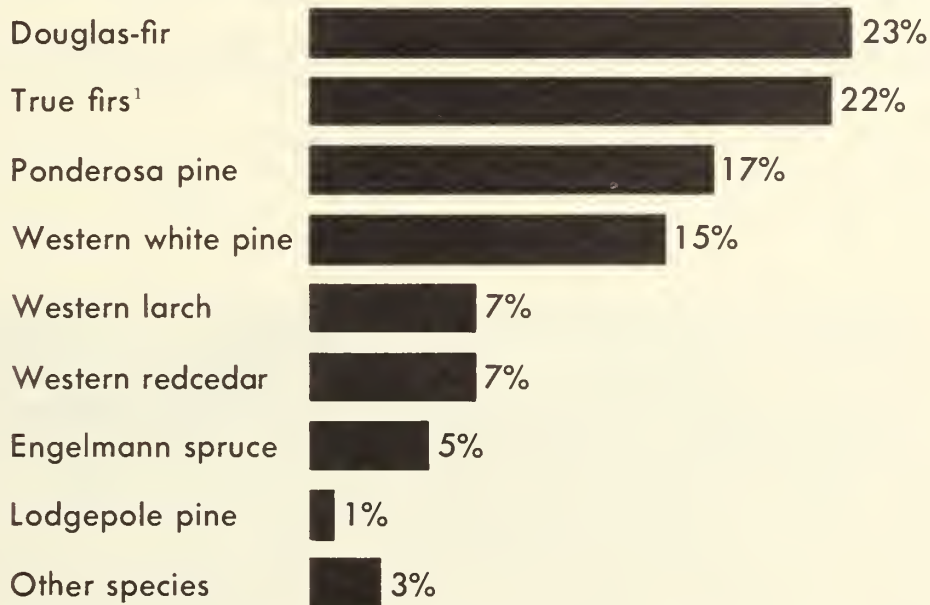 Douglas-fir 23%
True firs¹ 22%
Ponderosa pine 17%
Western white pine 15%
Western larch 7%
Western redcedar 7%
Engelmann spruce 5%
Lodgepole pine 1%
Other species 3%